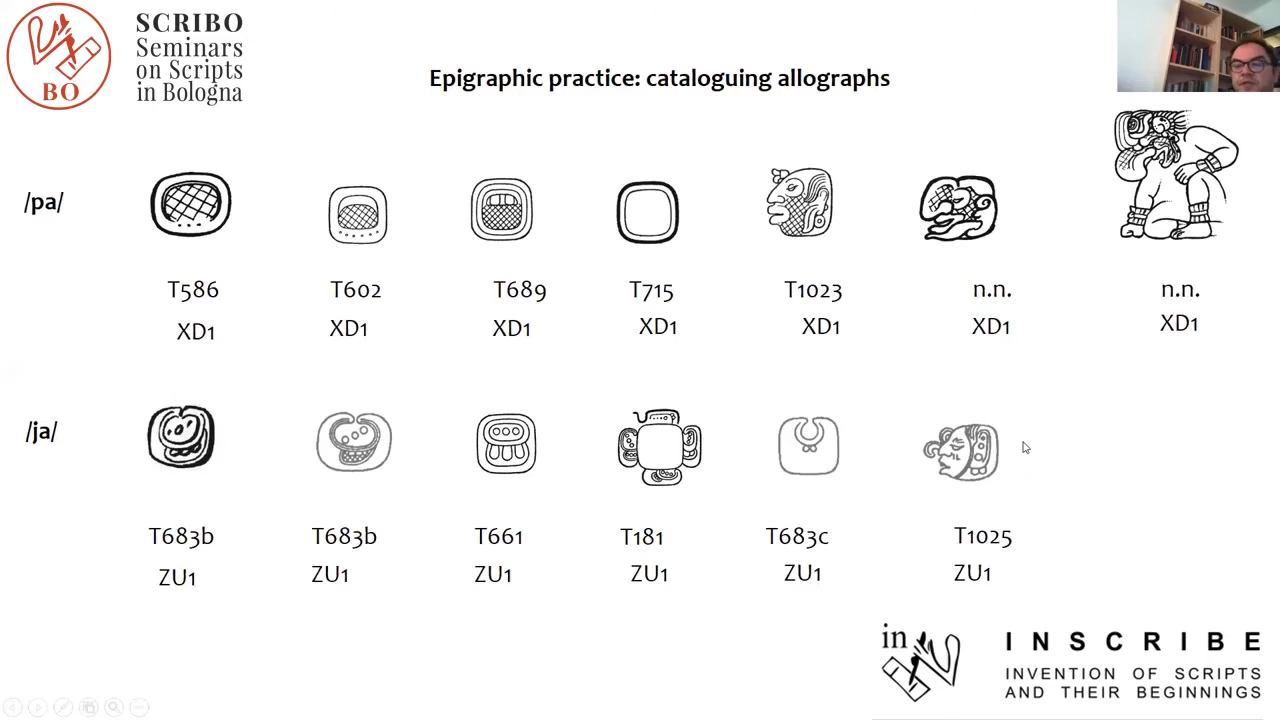 SCRIBO
Seminars
on Scripts
in Bologna
BO
Epigraphic practice: cataloguing allographs
/pa/
T586 T602 T689 T715 T1023 n.n. n.n.
XD1 XD1 XD1 XD1 XD1 XD1 XD1
/ja/
T683b T683b T661 T181 T683c T1025
ZU1 ZU1 ZU1 ZU1 ZU1 ZU1
in
INSCRIBE
INVENTION OF SCRIPTS
AND THEIR BEGINNINGS